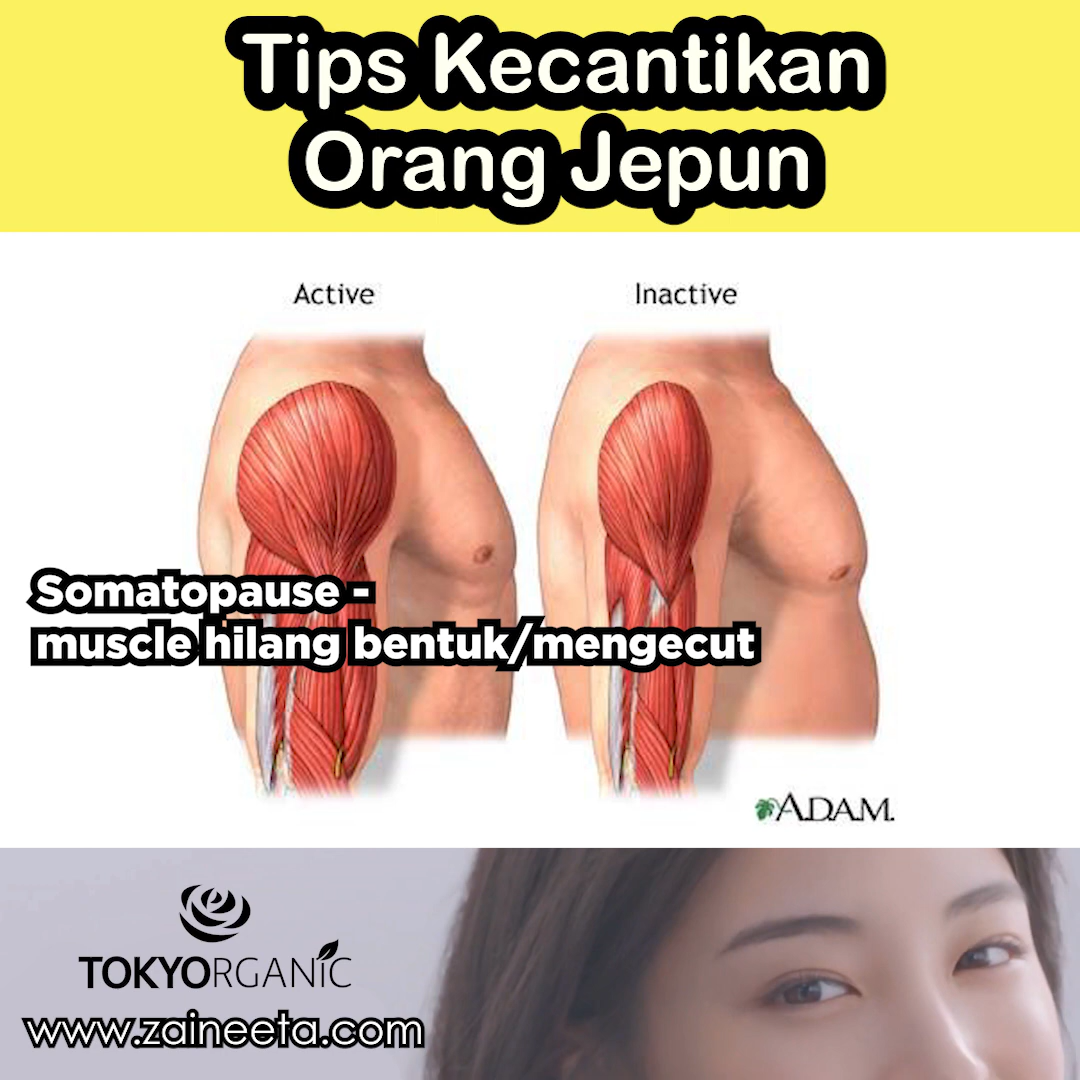 Tips Kecantikan
Orang Jepun
Active
Inactive
Somatopause -
muscle hilang bentuk/mengecut
A.D.A.M.
TOKYORGANIC
www.zaineeta.com